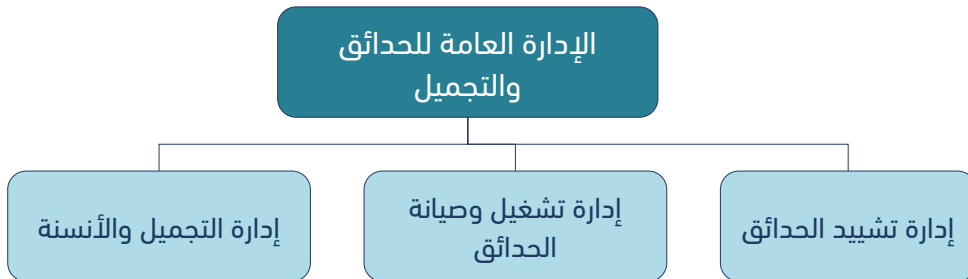 الإدارة العامة للحدائق
والتجميل
إدارة تشييد الحدائق
إدارة تشغيل وصيانة
الحدائق
إدارة التجميل والأنسنة